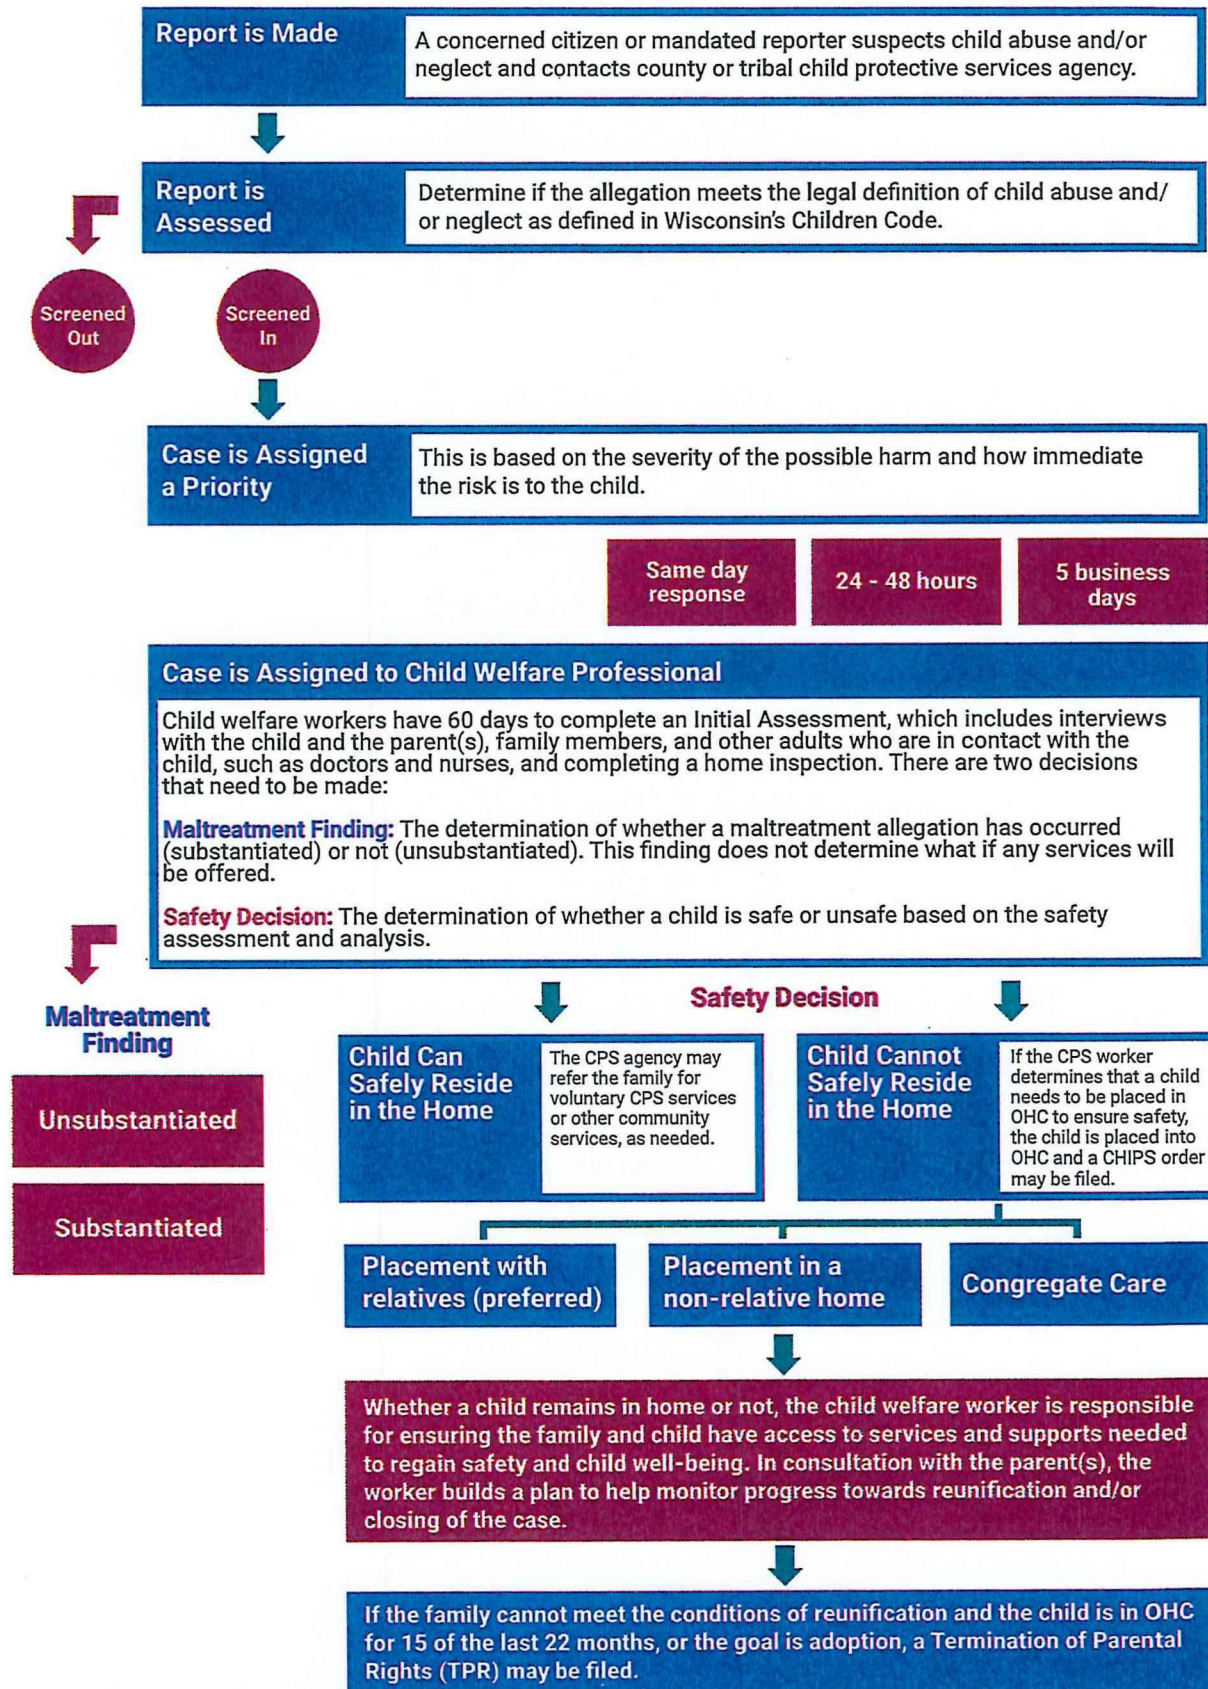 Report is Made
A concerned citizen or mandated reporter suspects child abuse and/or
neglect and contacts county or tribal child protective services agency.
Report is
Assessed
Determine if the allegation meets the legal definition of child abuse and/
or neglect as defined in Wisconsin's Children Code.
Screened
Out
Screened
In
Case is Assigned
a Priority
This is based on the severity of the possible harm and how immediate
the risk is to the child.
Same day
response
24 - 48 hours
5 business
days
Case is Assigned to Child Welfare Professional
Child welfare workers have 60 days to complete an Initial Assessment, which includes interviews
with the child and the parent(s), family members, and other adults who are in contact with the
child, such as doctors and nurses, and completing a home inspection. There are two decisions
that need to be made:
Maltreatment Finding: The determination of whether a maltreatment allegation has occurred
(substantiated) or not (unsubstantiated). This finding does not determine what if any services will
be offered.
Safety Decision: The determination of whether a child is safe or unsafe based on the safety
assessment and analysis.
Maltreatment
Finding
Unsubstantiated
Substantiated
Safety Decision
Child Can
Safely Reside
in the Home
The CPS agency may
refer the family for
voluntary CPS services
or other community
services, as needed.
Child Cannot
Safely Reside
in the Home
If the CPS worker
determines that a child
needs to be placed in
OHC to ensure safety,
the child is placed into
OHC and a CHIPS order
may be filed.
Placement with
relatives (preferred)
Placement in a
non-relative home
Congregate Care
Whether a child remains in home or not, the child welfare worker is responsible
for ensuring the family and child have access to services and supports needed
to regain safety and child well-being. In consultation with the parent(s), the
worker builds a plan to help monitor progress towards reunification and/or
closing of the case.
If the family cannot meet the conditions of reunification and the child is in OHC
for 15 of the last 22 months, or the goal is adoption, a Termination of Parental
Rights (TPR) may be filed.